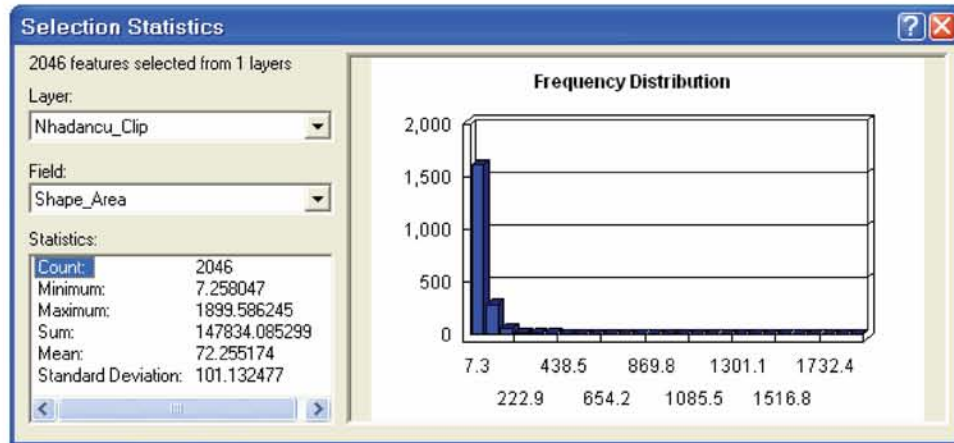 Selection Statistics
2046 features selected from 1 layers
Layer:
Nhadancu_Clip
Field:
Shape_Area
Statistics:
Count: 2046
Minimum: 7.258047
Maximum: 1899.586245
Sum: 147834.085299
Mean: 72.255174
Standard Deviation: 101.132477
Frequency Distribution
2,000
1,500
1,000
500
0
7.3 438.5 869.8 1301.1 1732.4
222.9 654.2 1085.5 1516.8